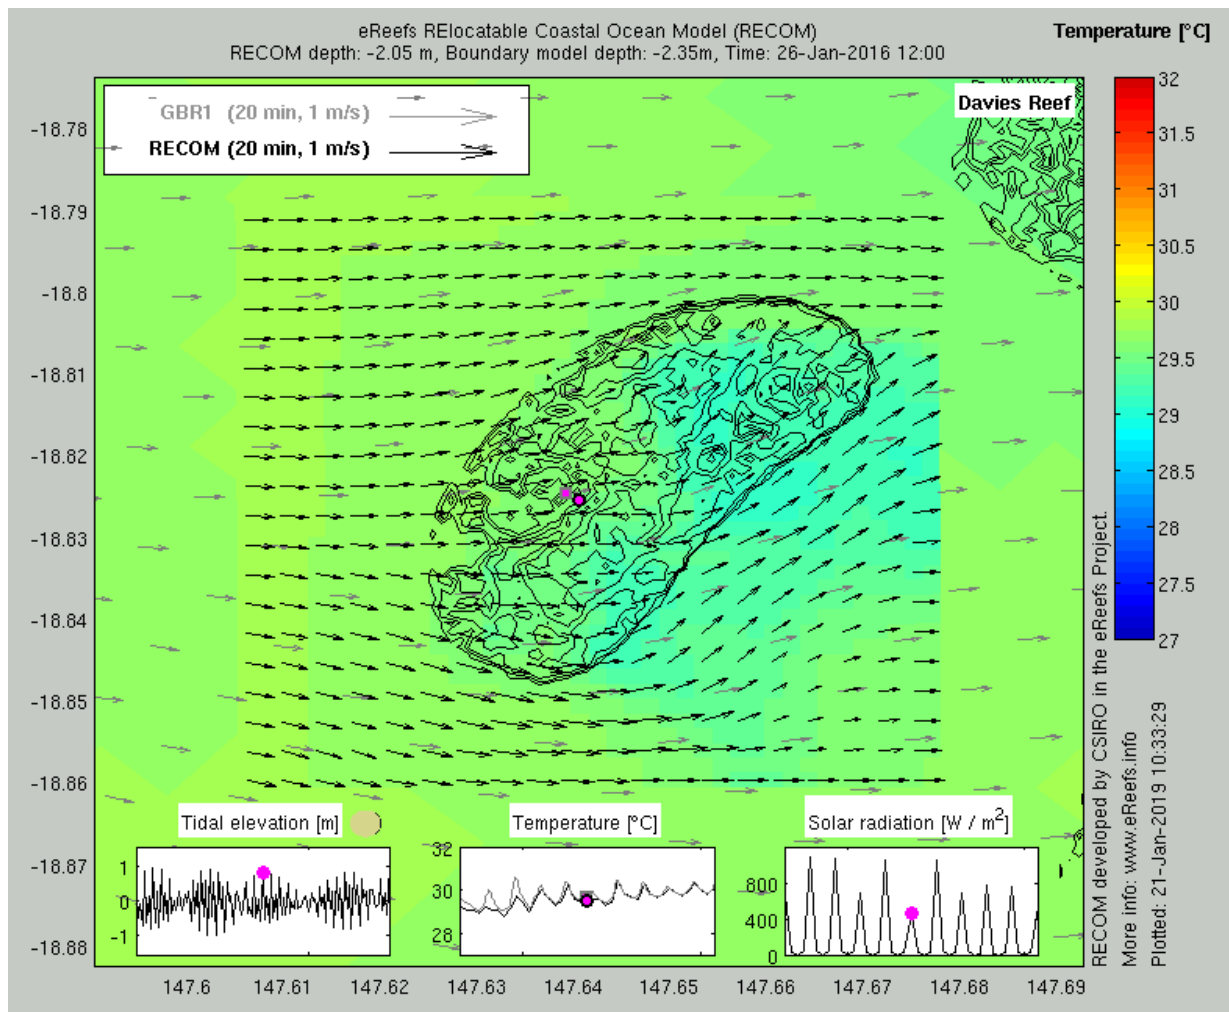 eReefs RElocatable Coastal Ocean Model (RECOM)
RECOM depth: -2.05 m, Boundary model depth: -2.35m, Time: 26-Jan-2016 12:00
Temperature [°C]
GBR1 (20 min, 1 m/s)
RECOM (20 min, 1 m/s)
Davies Reef
-18.78
-18.79
-18.8
-18.81
-18.82
-18.83
-18.84
-18.85
-18.86
-18.87
-18.88
32
31.5
31
30.5
30
29.5
29
28.5
28
27.5
27
RECOM developed by CSIRO in the eReefs Project.
More info: www.eReefs.info
Plotted: 21-Jan-2019 10:33:29
Tidal elevation [m]
1
0
-1
Temperature [°C]
32
30
28
Solar radiation [W / m²]
800
400
0
147.6 147.61 147.62 147.63 147.64 147.65 147.66 147.67 147.68 147.69